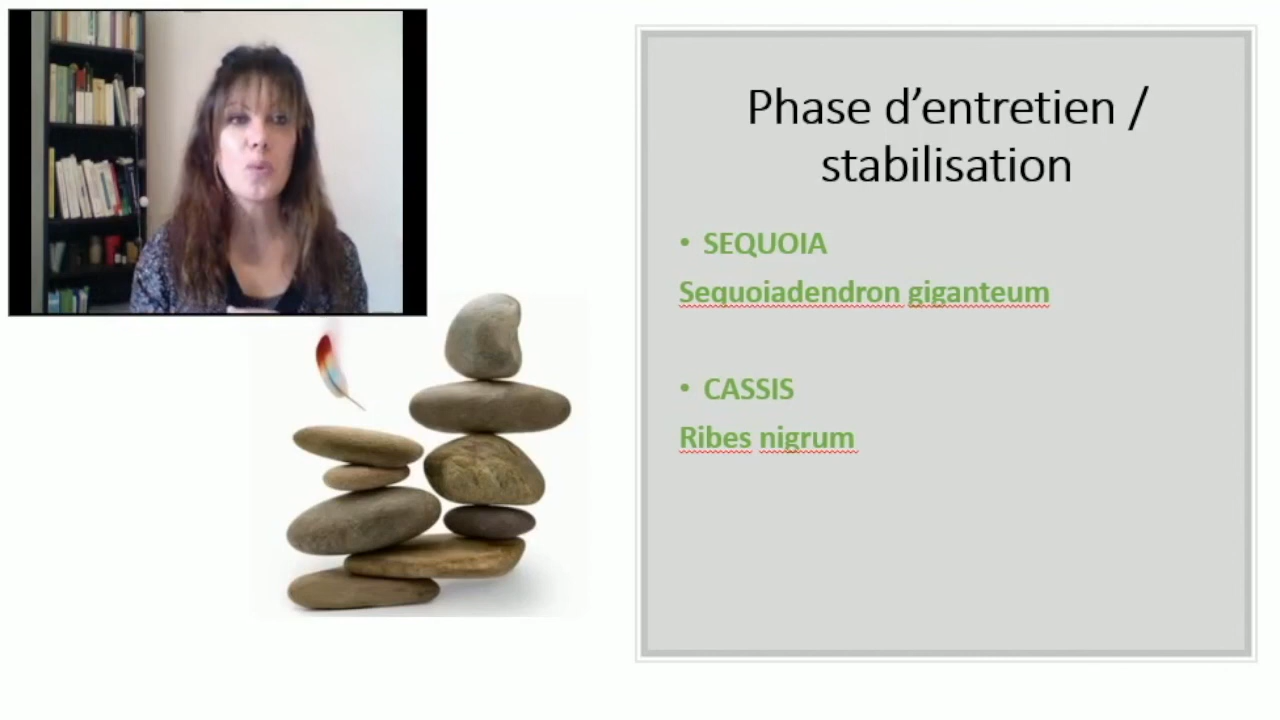 Phase d’entretien /
stabilisation
• SEQUOIA
Sequoiadendron giganteum
• CASSIS
Ribes nigrum